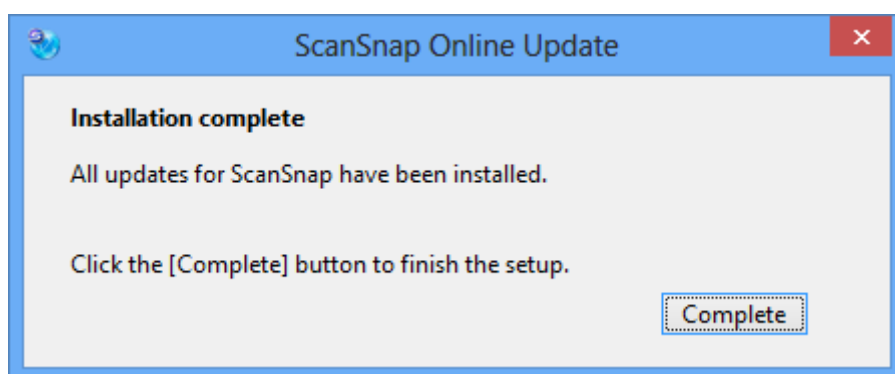 ScanSnap Online Update
Installation complete
All updates for ScanSnap have been installed.
Click the [Complete] button to finish the setup.
Complete